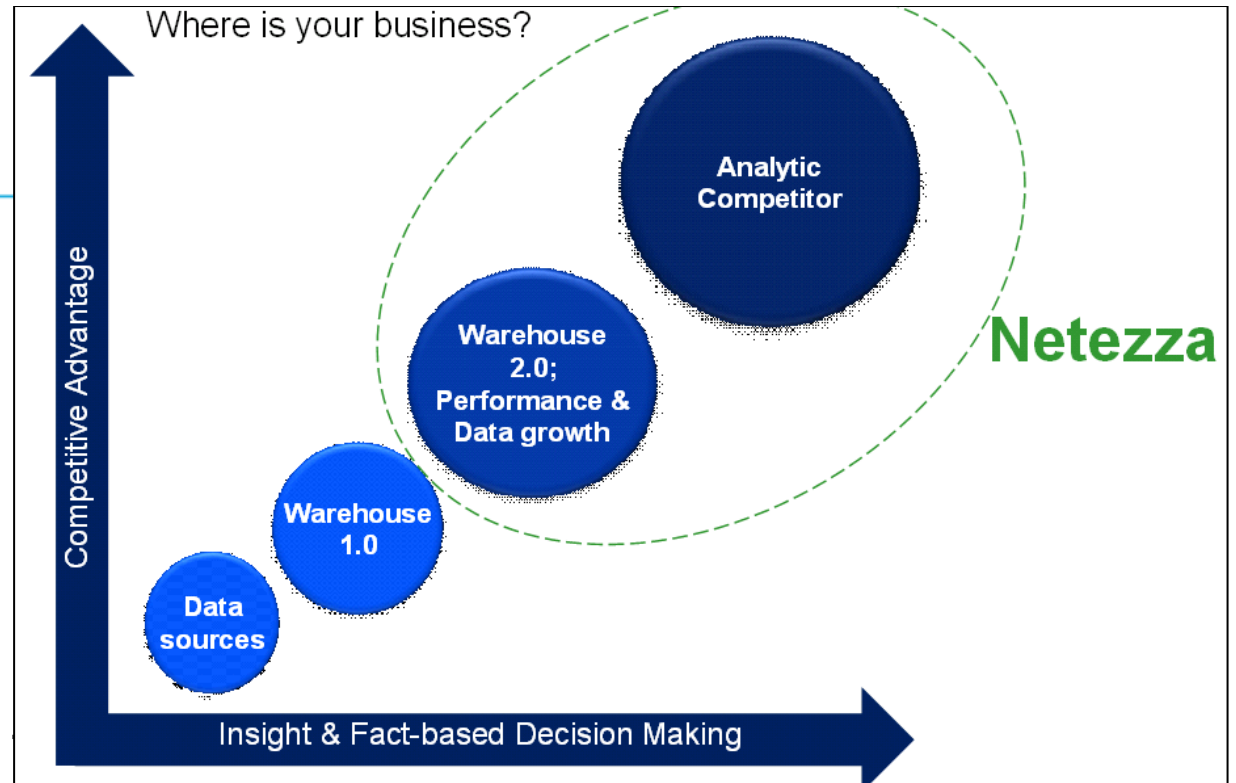 Where is your business?
Analytic
Competitor
Competitive Advantage
Warehouse
2.0;
Performance &
Data growth
Netezza
Warehouse
1.0
Data
sources
Insight & Fact-based Decision Making